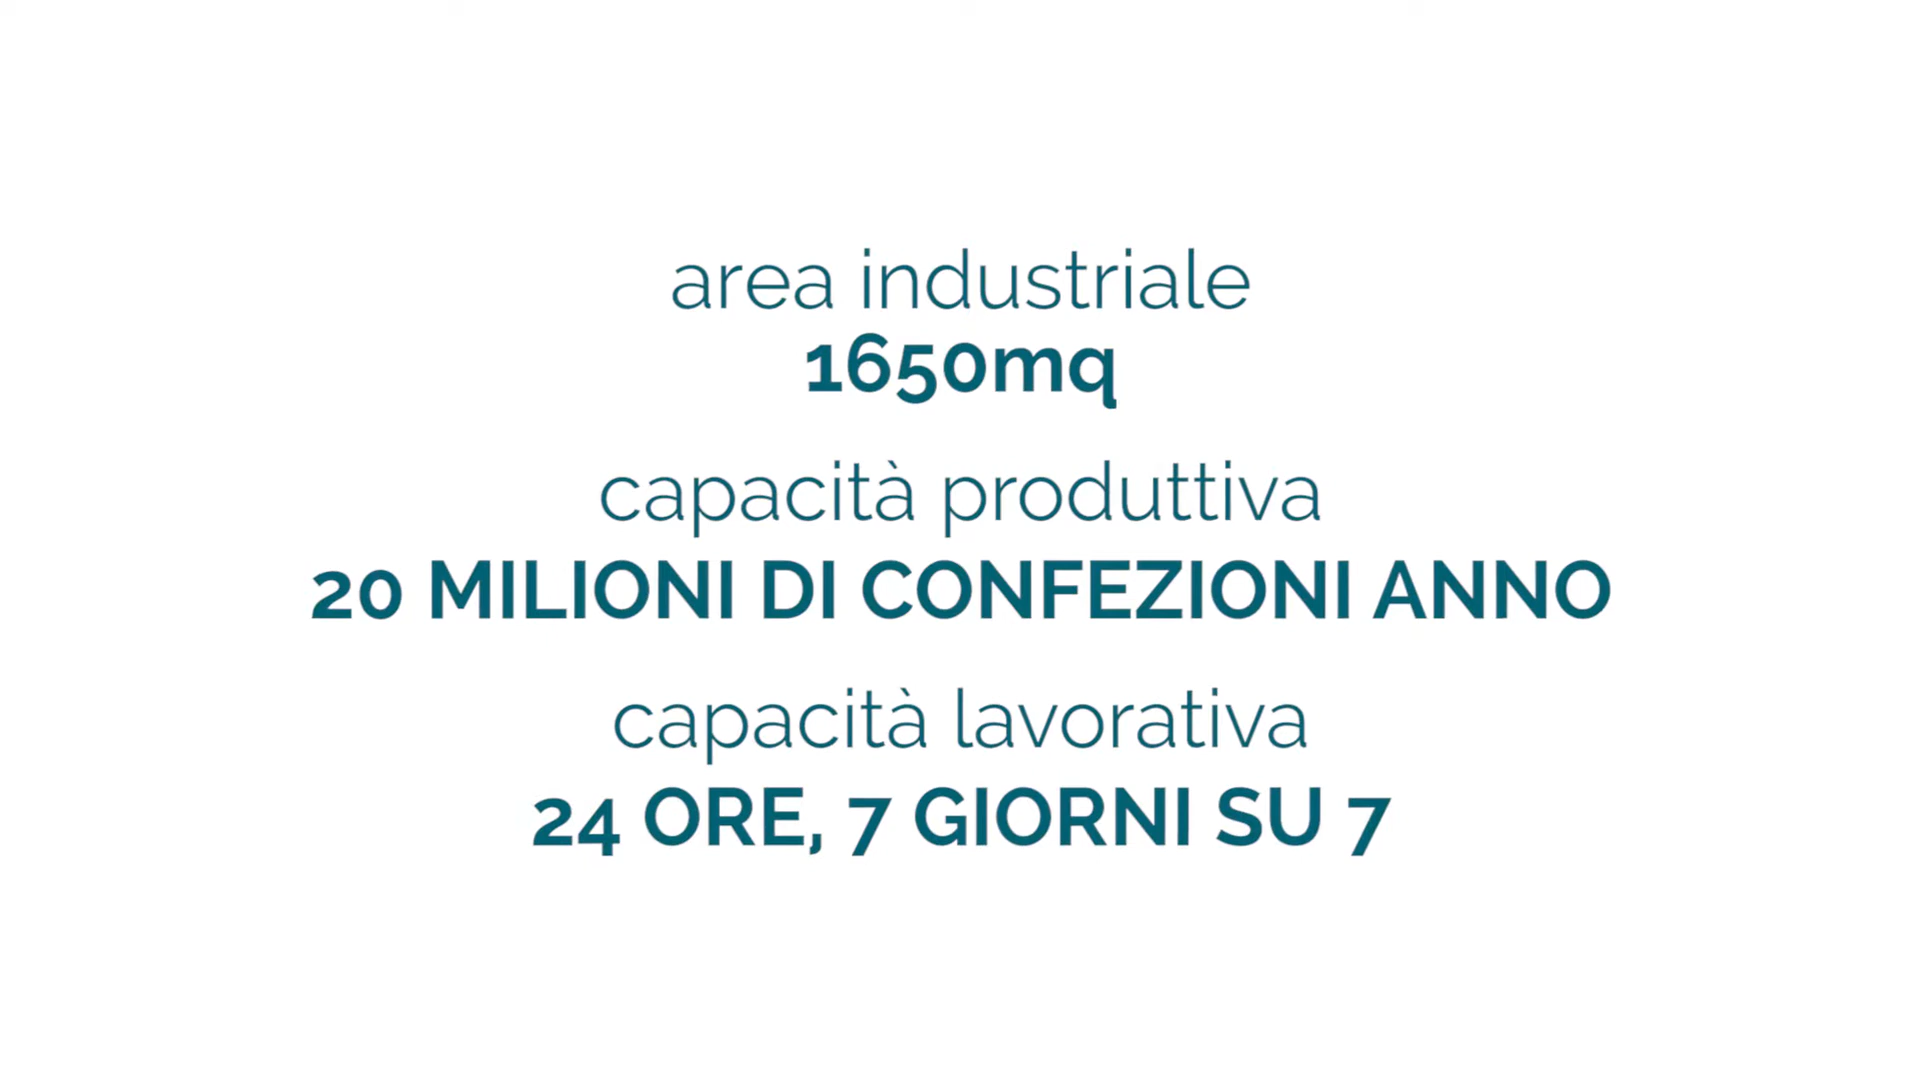 area industriale
1650mq
capacità produttiva
20 MILIONI DI CONFEZIONI ANNO
capacità lavorativa
24 ORE, 7 GIORNI SU 7